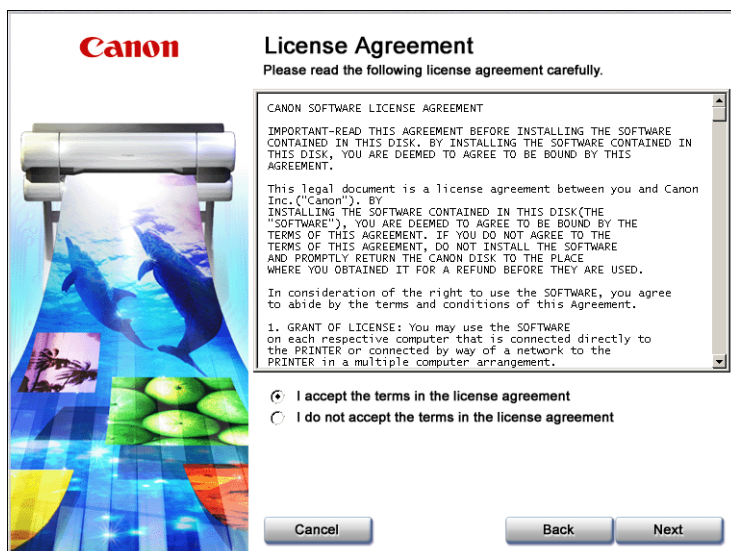 Canon
License Agreement
Please read the following license agreement carefully.
CANON SOFTWARE LICENSE AGREEMENT
IMPORTANT-READ THIS AGREEMENT BEFORE INSTALLING THE SOFTWARE
CONTAINED IN THIS DISK. BY INSTALLING THE SOFTWARE CONTAINED IN
THIS DISK, YOU ARE DEEMED TO AGREE TO BE BOUND BY THIS
AGREEMENT.
This legal document is a license agreement between you and Canon
Inc.("Canon"). BY
INSTALLING THE SOFTWARE CONTAINED IN THIS DISK(THE
"SOFTWARE"), YOU ARE DEEMED TO AGREE TO BE BOUND BY THE
TERMS OF THIS AGREEMENT. IF YOU DO NOT AGREE TO THE
TERMS OF THIS AGREEMENT, DO NOT INSTALL THE SOFTWARE
AND PROMPTLY RETURN THE CANON DISK TO THE PLACE
WHERE YOU OBTAINED IT FOR A REFUND BEFORE THEY ARE USED.
In consideration of the right to use the SOFTWARE, you agree
to abide by the terms and conditions of this Agreement.
1. GRANT OF LICENSE: You may use the SOFTWARE
on each respective computer that is connected directly to
the PRINTER or connected by way of a network to the
PRINTER in a multiple computer arrangement.
I accept the terms in the license agreement
I do not accept the terms in the license agreement
Cancel
Back
Next